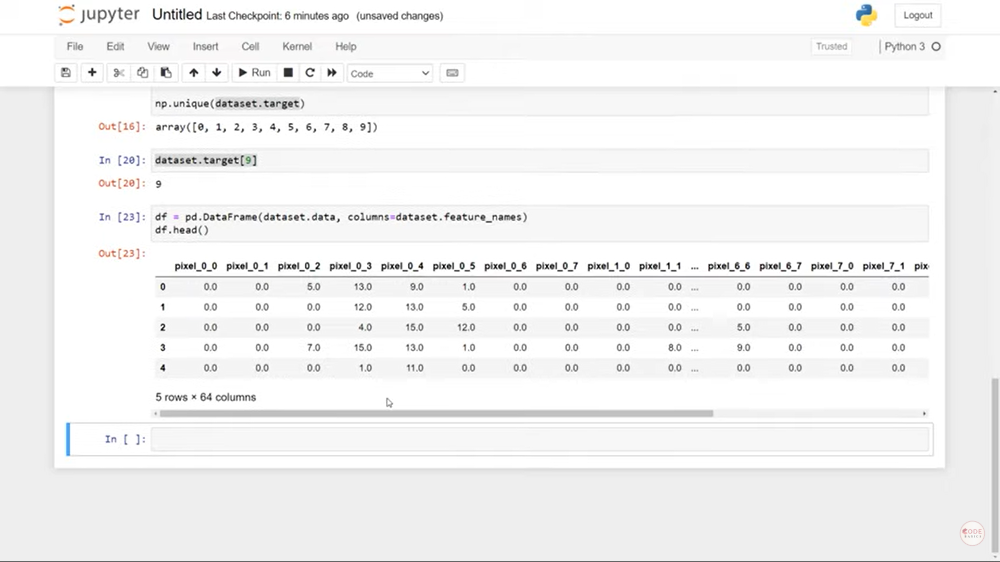 jupyter Untitled Last Checkpoint: 6 minutes ago (unsaved changes) Logout
File Edit View Insert Cell Kernel Help Trusted Python 3
Run Code
np.unique(dataset.target)
Out[16]: array([0, 1, 2, 3, 4, 5, 6, 7, 8, 9])
In [20]: dataset.target[9]
Out[20]: 9
In [23]: df = pd.DataFrame(dataset.data, columns=dataset.feature_names)
df.head()
Out[23]:
pixel_0_0 pixel_0_1 pixel_0_2 pixel_0_3 pixel_0_4 pixel_0_5 pixel_0_6 pixel_0_7 pixel_1_0 pixel_1_1 ... pixel_6_6 pixel_6_7 pixel_7_0 pixel_7_1 pix
0 0.0 0.0 5.0 13.0 9.0 1.0 0.0 0.0 0.0 0.0 ... 0.0 0.0 0.0 0.0
1 0.0 0.0 0.0 12.0 13.0 5.0 0.0 0.0 0.0 0.0 ... 0.0 0.0 0.0 0.0
2 0.0 0.0 0.0 4.0 15.0 12.0 0.0 0.0 0.0 0.0 ... 5.0 0.0 0.0 0.0
3 0.0 0.0 7.0 15.0 13.0 1.0 0.0 0.0 0.0 8.0 ... 9.0 0.0 0.0 0.0
4 0.0 0.0 0.0 1.0 11.0 0.0 0.0 0.0 0.0 0.0 ... 0.0 0.0 0.0 0.0
5 rows × 64 columns
In [ ]:
CODE
BASICS